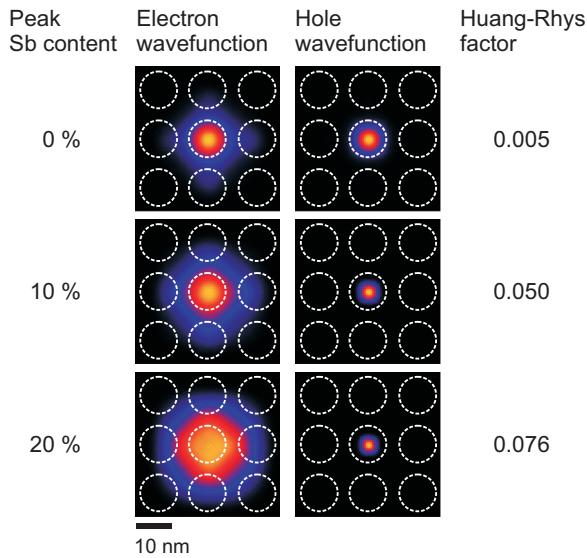 Peak Electron Hole Huang-Rhys
Sb content wavefunction wavefunction factor
0 % 0.005
10 % 0.050
20 % 0.076
10 nm